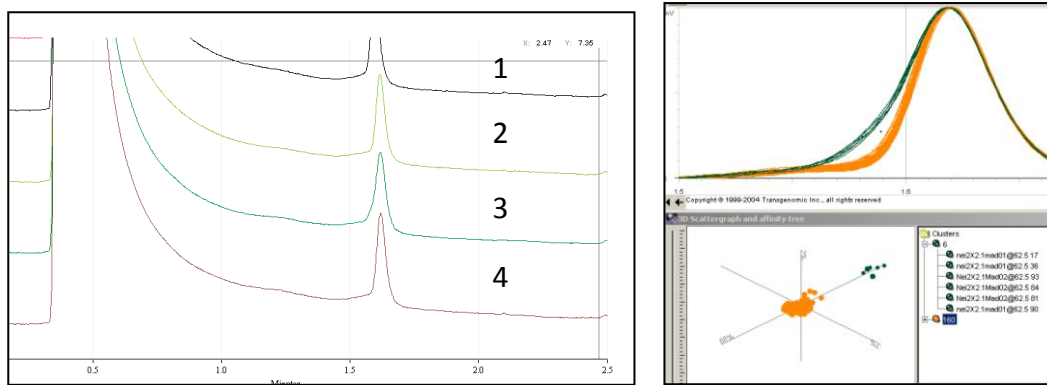 X: 2.47 Y: 7.35
1
2
3
4
0.5 1.0 1.5 2.0 2.5
Minutes
1.5 1.6
Copyright © 1999-2004 Transgenomic Inc., all rights reserved
3D Scattergraph and affinity tree
Clusters
6
nei2X2.1mad01@62.5 17
nei2X2.1mad01@62.5 36
Nei2X2.1Mad02@62.5 93
Nei2X2.1Mad02@62.5 84
Nei2X2.1Mad02@62.5 81
nei2X2.1mad01@62.5 90
160